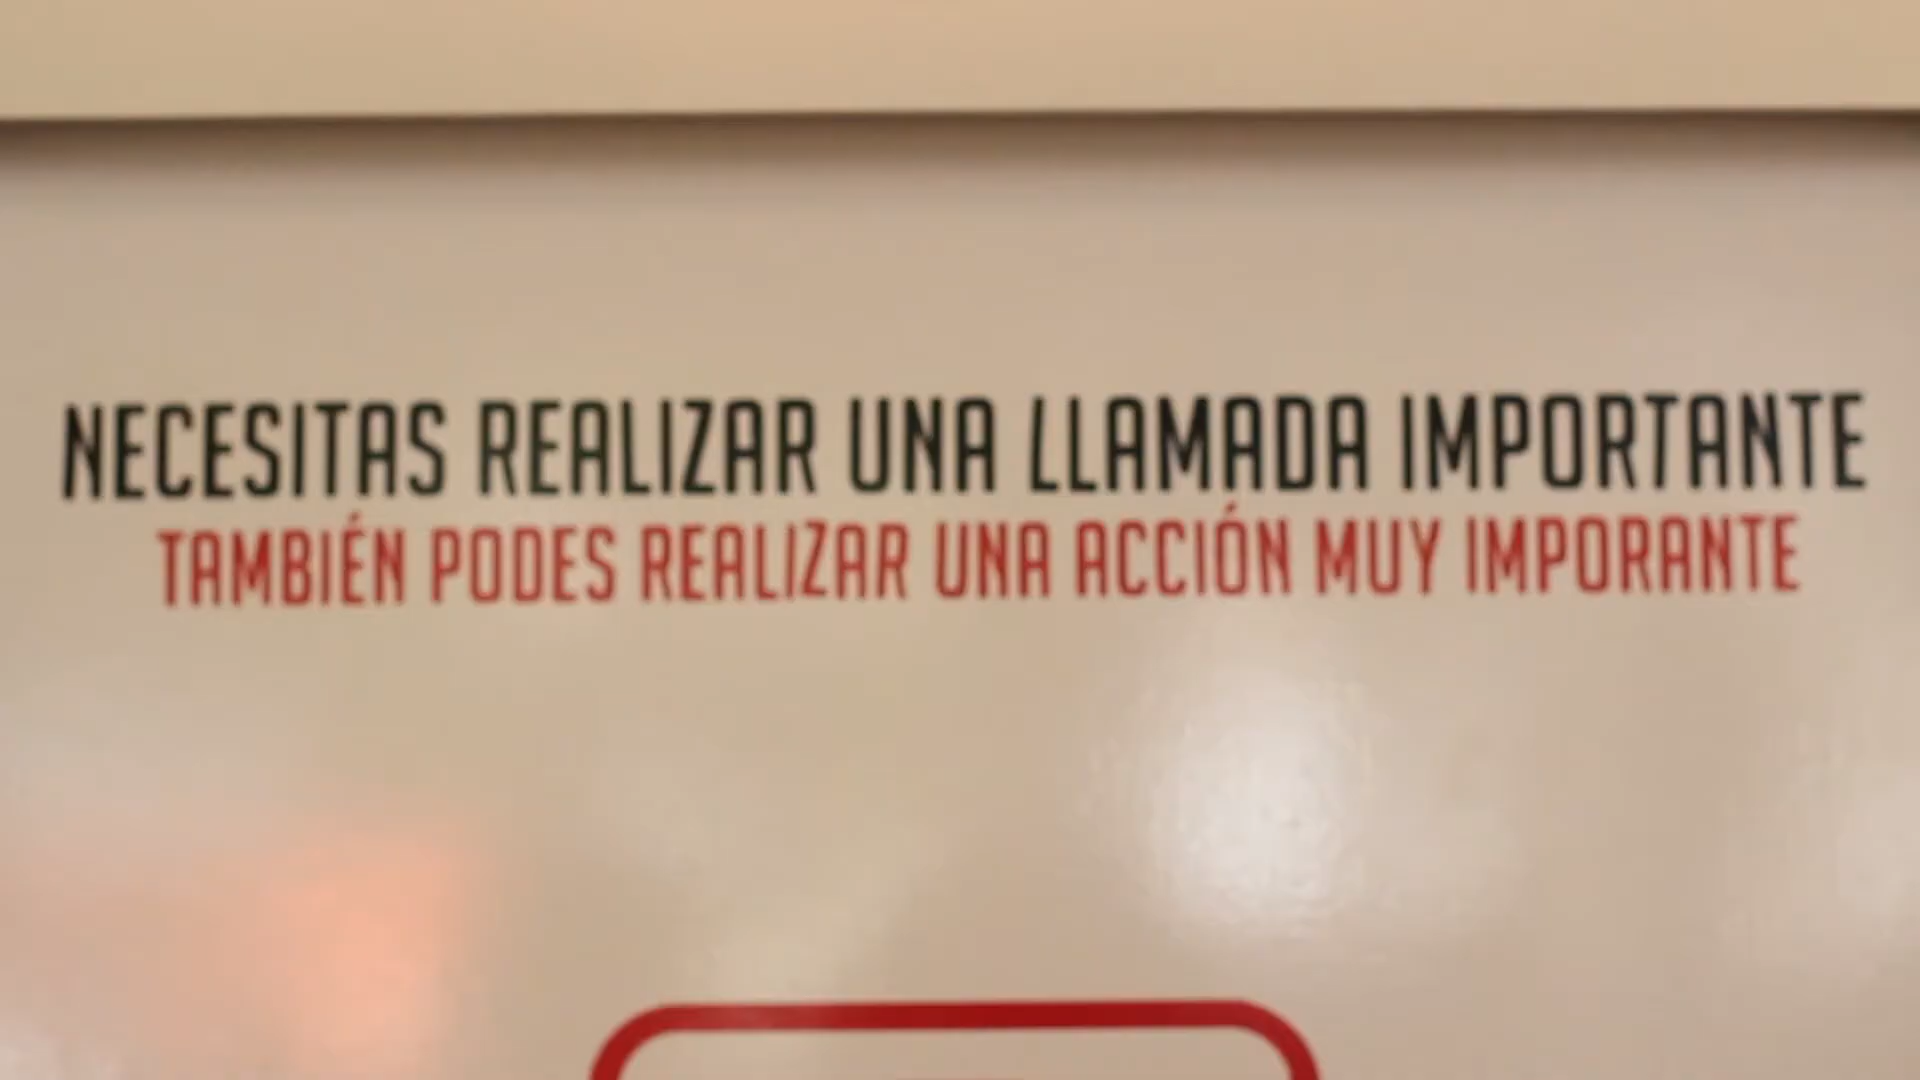 NECESITAS REALIZAR UNA LLAMADA IMPORTANTE
TAMBIÉN PODES REALIZAR UNA ACCIÓN MUY IMPORANTE